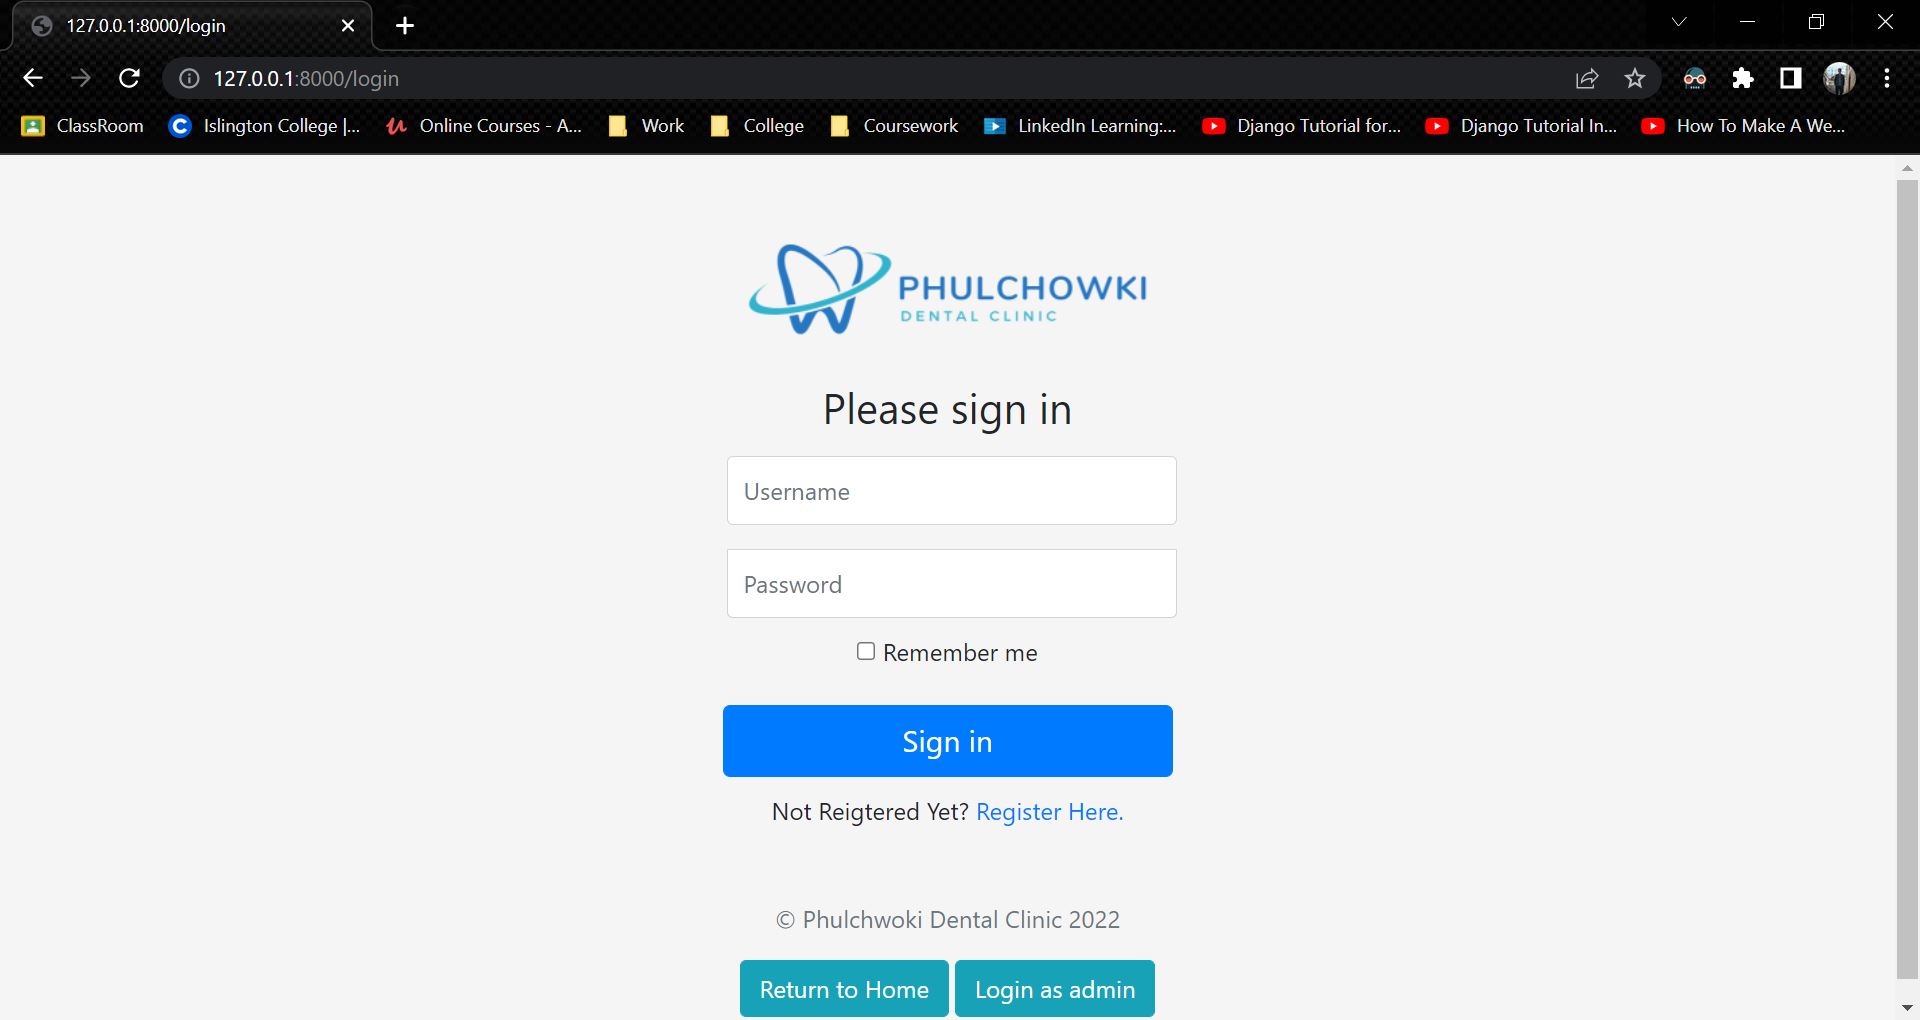 127.0.0.1:8000/login
127.0.0.1:8000/login
ClassRoom Islington College |... Online Courses - A... Work College Coursework LinkedIn Learning:... Django Tutorial for... Django Tutorial In... How To Make A We...
PHULCHOWKI
DENTAL CLINIC
Please sign in
Username
Password
Remember me
Sign in
Not Reigtered Yet? Register Here.
© Phulchwoki Dental Clinic 2022
Return to Home Login as admin